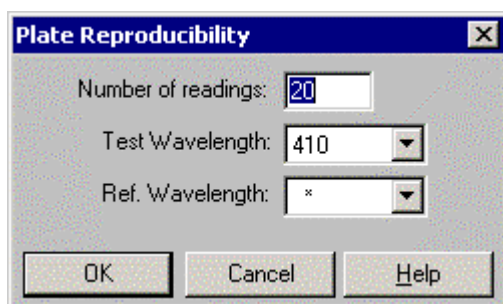 Plate Reproducibility
Number of readings: 20
Test Wavelength: 410
Ref. Wavelength: *
OK Cancel Help